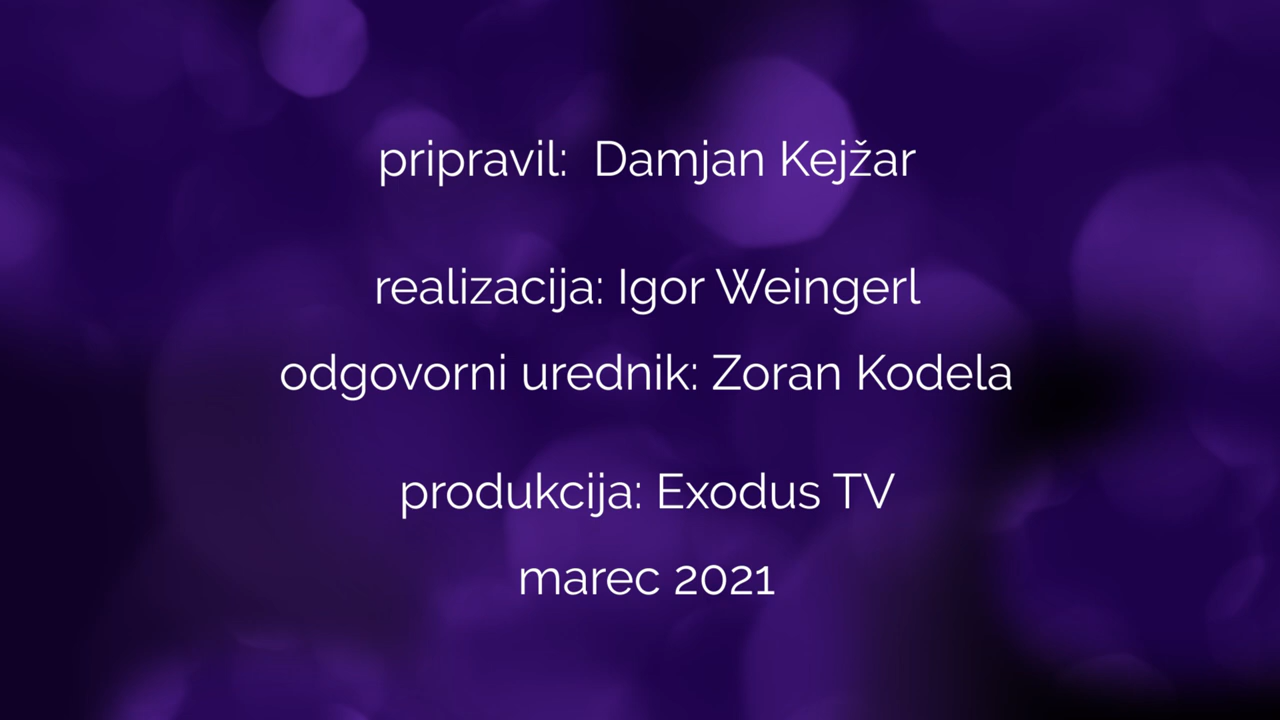 pripravil: Damjan Kejžar
realizacija: Igor Weingerl
odgovorni urednik: Zoran Kodela
produkcija: Exodus TV
marec 2021